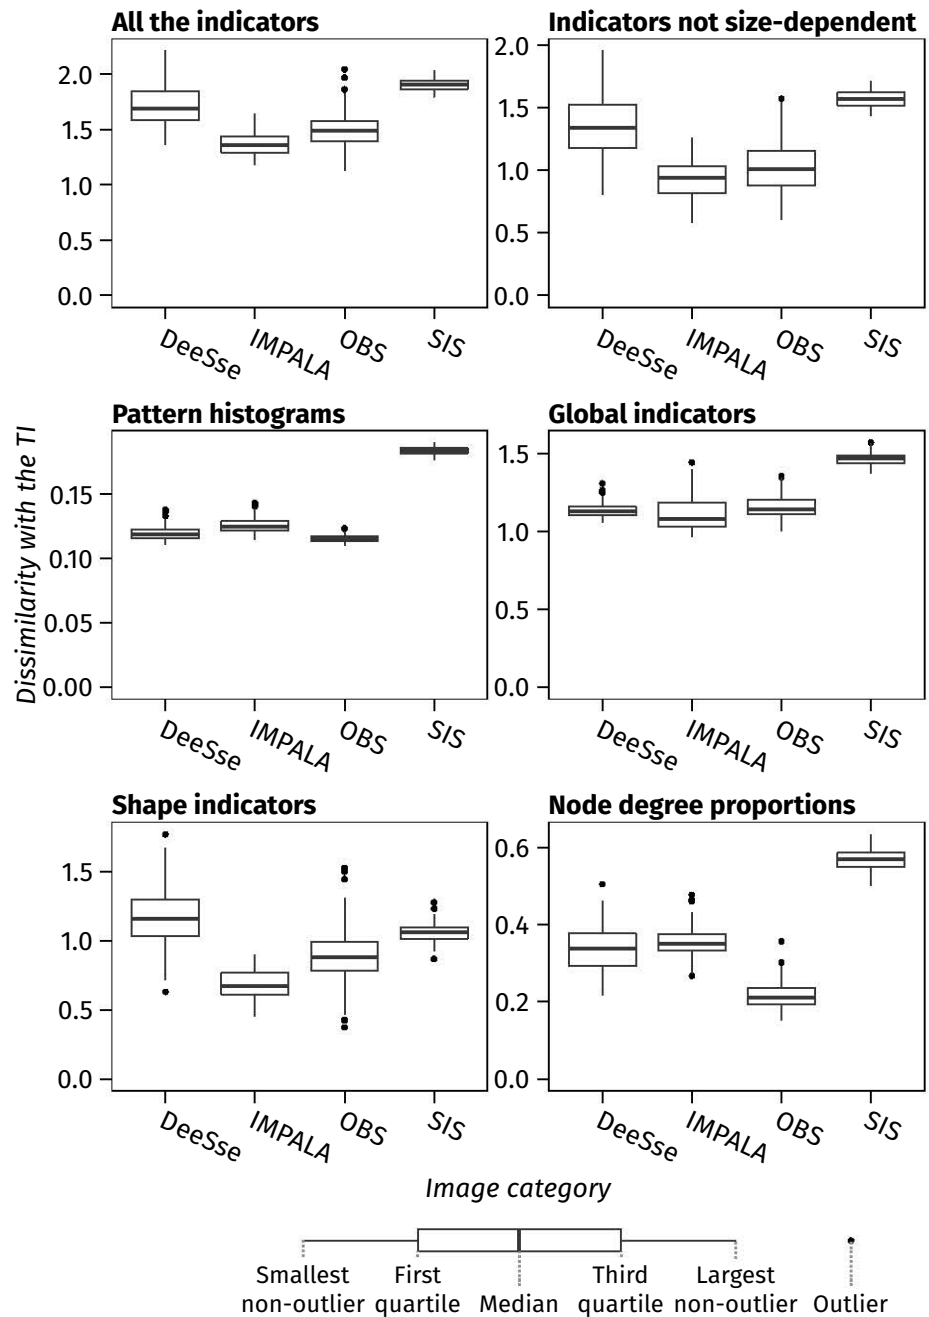 All the indicators
2.0
1.5
1.0
0.5
0.0
DeeSse IMPALA OBS SIS
Indicators not size-dependent
2.0
1.5
1.0
0.5
0.0
DeeSse IMPALA OBS SIS
Dissimilarity with the TI
Pattern histograms
0.15
0.10
0.05
0.00
DeeSse IMPALA OBS SIS
Global indicators
1.5
1.0
0.5
0.0
DeeSse IMPALA OBS SIS
Shape indicators
1.5
1.0
0.5
0.0
DeeSse IMPALA OBS SIS
Node degree proportions
0.6
0.4
0.2
0.0
DeeSse IMPALA OBS SIS
Image category
Smallest First Third Largest
non-outlier quartile Median quartile non-outlier Outlier